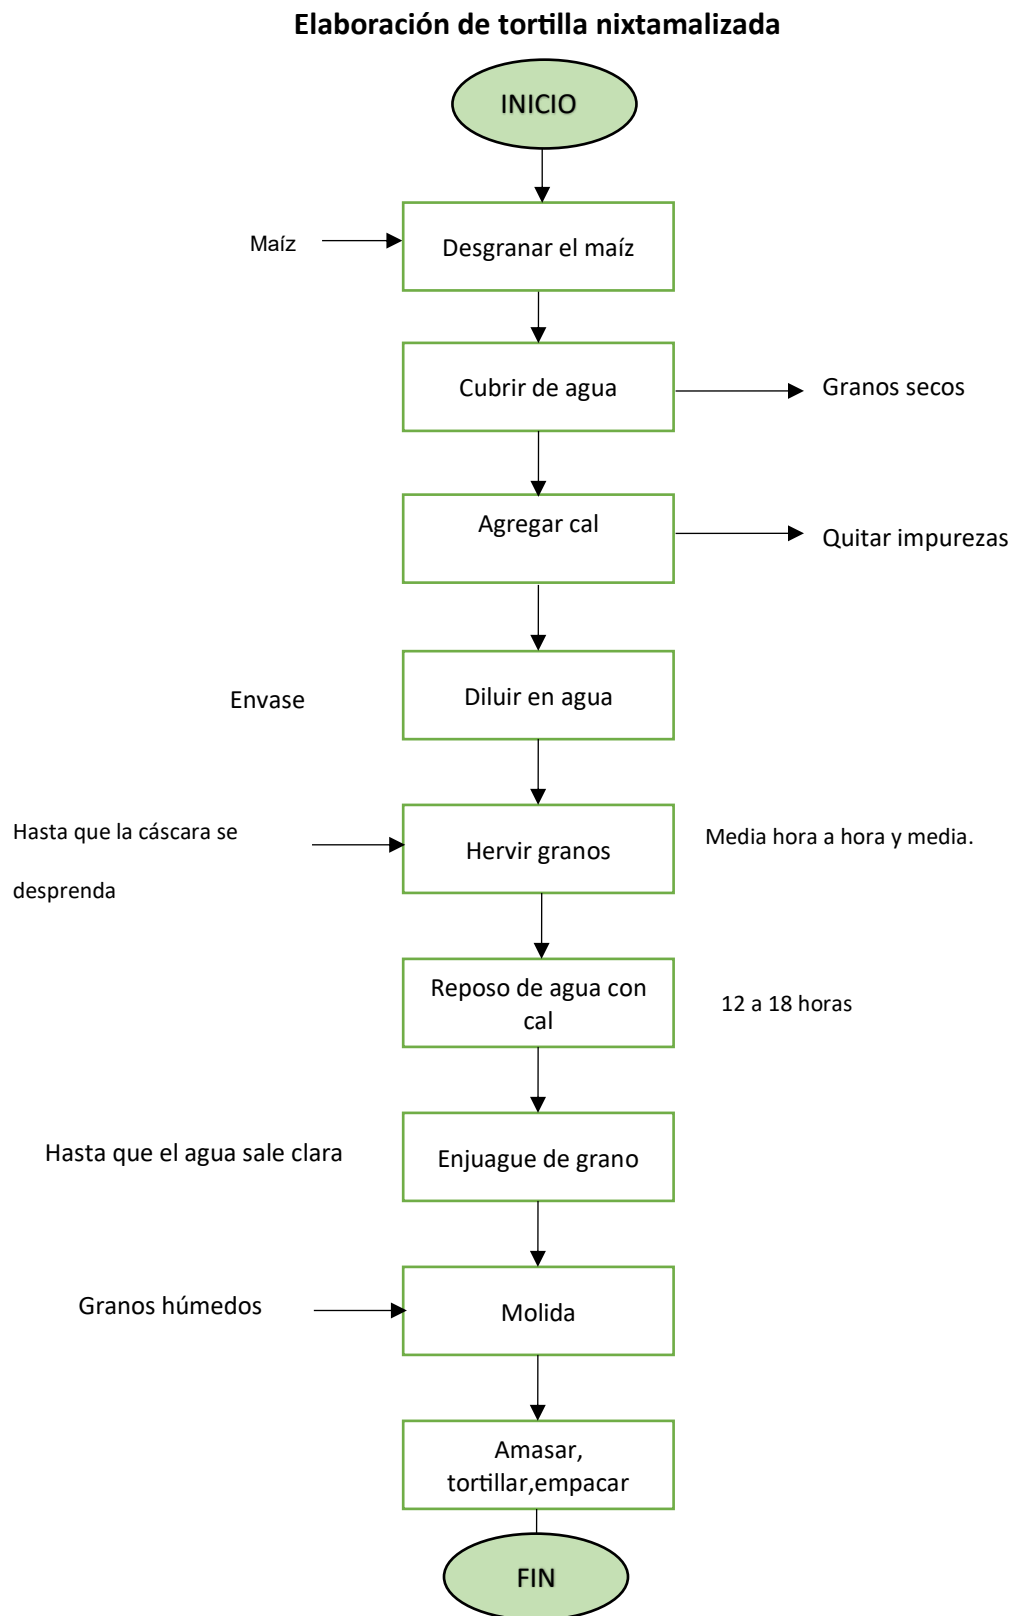 Elaboración de tortilla nixtamalizada
INICIO
Maíz
Desgranar el maíz
Cubrir de agua
Granos secos
Agregar cal
Quitar impurezas
Envase
Diluir en agua
Hasta que la cáscara se
desprenda
Hervir granos
Media hora a hora y media.
Reposo de agua con
cal
12 a 18 horas
Hasta que el agua sale clara
Enjuague de grano
Granos húmedos
Molida
Amasar,
tortillar,empacar
FIN